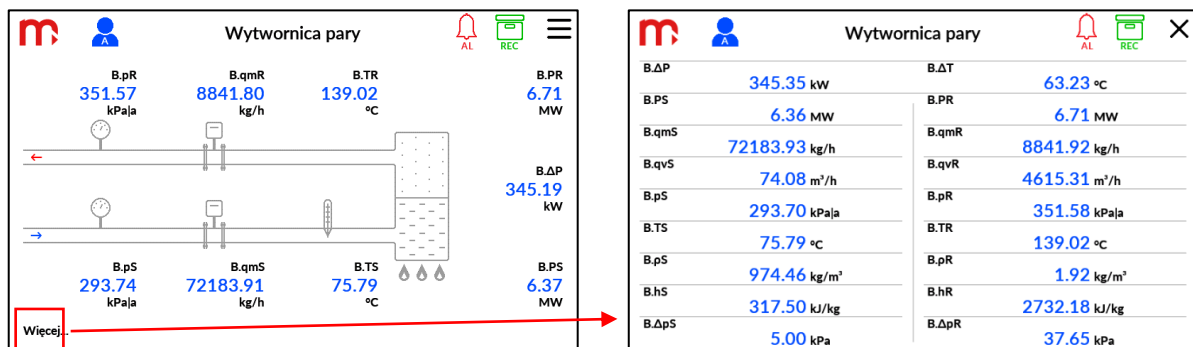 Wytwornica pary
A
AL
REC
B.pR
B.qmR
B.TR
B.PR
351.57
8841.80
139.02
6.71
kPa|a
kg/h
°C
MW
B.ΔP
345.19
kW
B.pS
B.qmS
B.TS
B.PS
293.74
72183.91
75.79
6.37
kPa|a
kg/h
°C
MW
Więcej...
Wytwornica pary
A
AL
REC
B.ΔP
345.35 kW
B.ΔT
63.23 °C
B.PS
6.36 MW
B.PR
6.71 MW
B.qmS
72183.93 kg/h
B.qmR
8841.92 kg/h
B.qvS
74.08 m³/h
B.qvR
4615.31 m³/h
B.pS
293.70 kPa|a
B.pR
351.58 kPa|a
B.TS
75.79 °C
B.TR
139.02 °C
B.ρS
974.46 kg/m³
B.ρR
1.92 kg/m³
B.hS
317.50 kJ/kg
B.hR
2732.18 kJ/kg
B.ΔpS
5.00 kPa
B.ΔpR
37.65 kPa